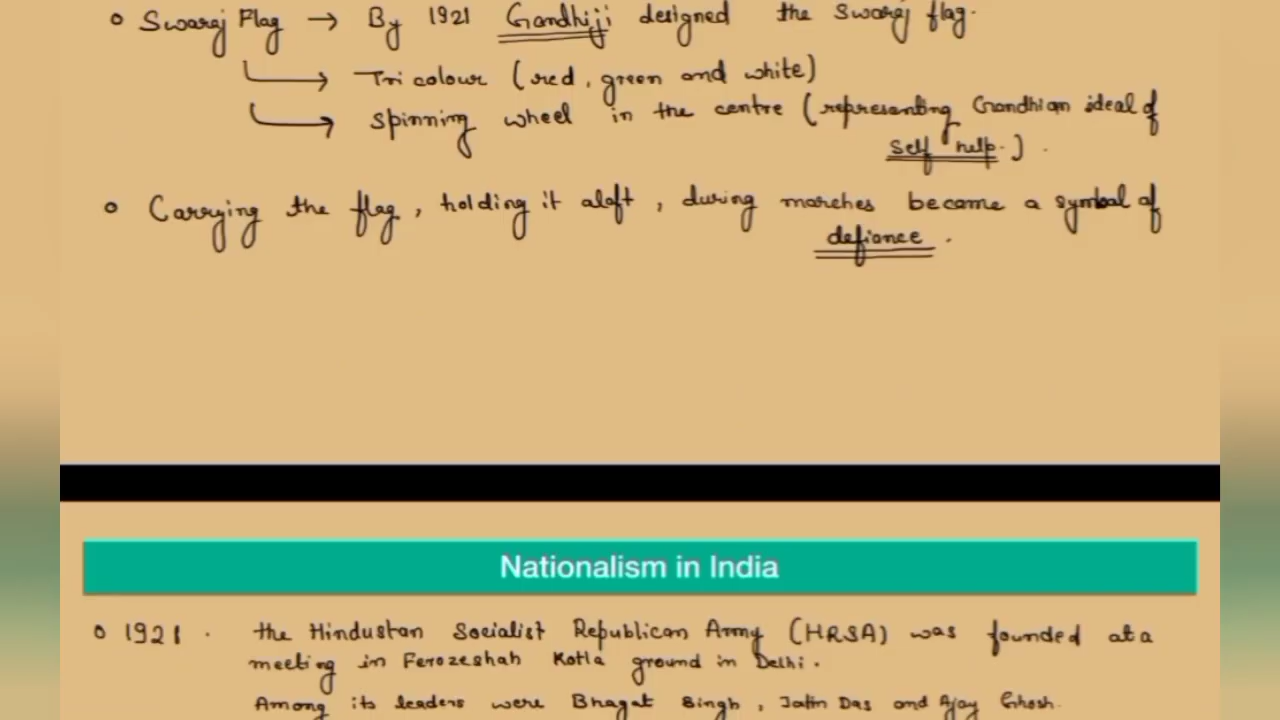 ○ Swaraj Flag → By 1921 Gandhiji designed the Swaraj flag.
→ Tri colour (red, green and white)
→ Spinning wheel in the centre (representing Gandhian ideal of
self help.)
○ Carrying the flag, holding it aloft, during marches became a symbol of
defiance.
Nationalism in India
○ 1921. the Hindustan Socialist Republican Army (HRSA) was founded at a
meeting in Ferozeshah Kotla ground in Delhi.
Among its leaders were Bhagat Singh, Jatin Das and Ajoy Ghosh.